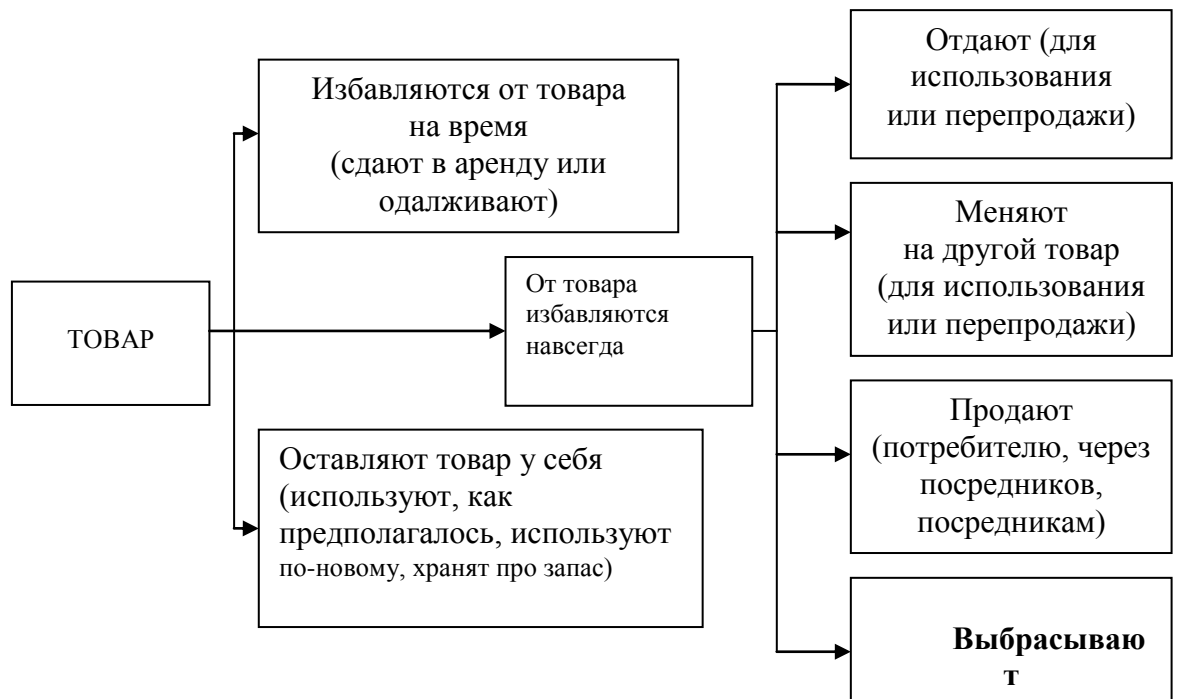 ТОВАР
Избавляются от товара
на время
(сдают в аренду или
одалживают)
От товара
избавляются
навсегда
Оставляют товар у себя
(используют, как
предполагалось, используют
по-новому, хранят про запас)
Отдают (для
использования
или перепродажи)
Меняют
на другой товар
(для использования
или перепродажи)
Продают
(потребителю, через
посредников,
посредникам)
Выбрасываю
т